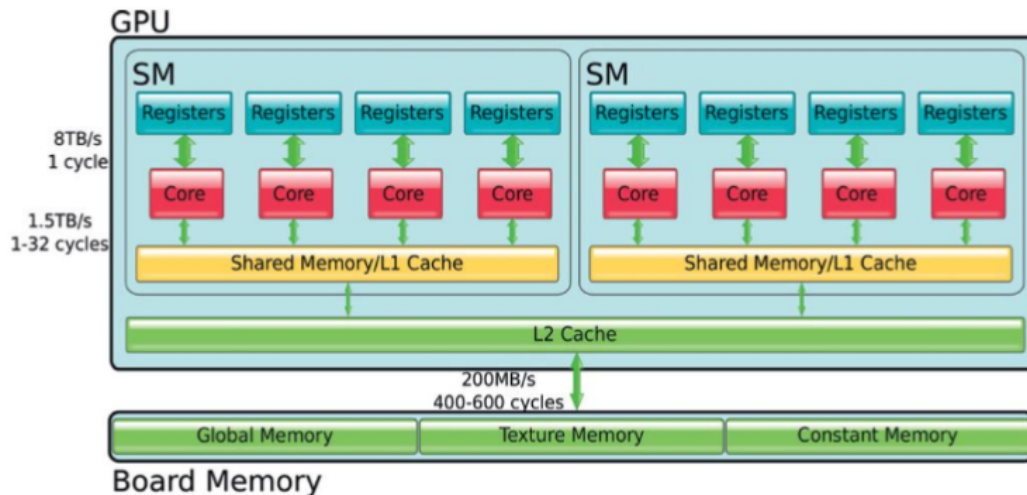 GPU
SM
SM
Registers Registers Registers Registers
Registers Registers Registers Registers
8TB/s
1 cycle
Core Core Core Core
Core Core Core Core
1.5TB/s
1-32 cycles
Shared Memory/L1 Cache
Shared Memory/L1 Cache
L2 Cache
200MB/s
400-600 cycles
Global Memory
Texture Memory
Constant Memory
Board Memory